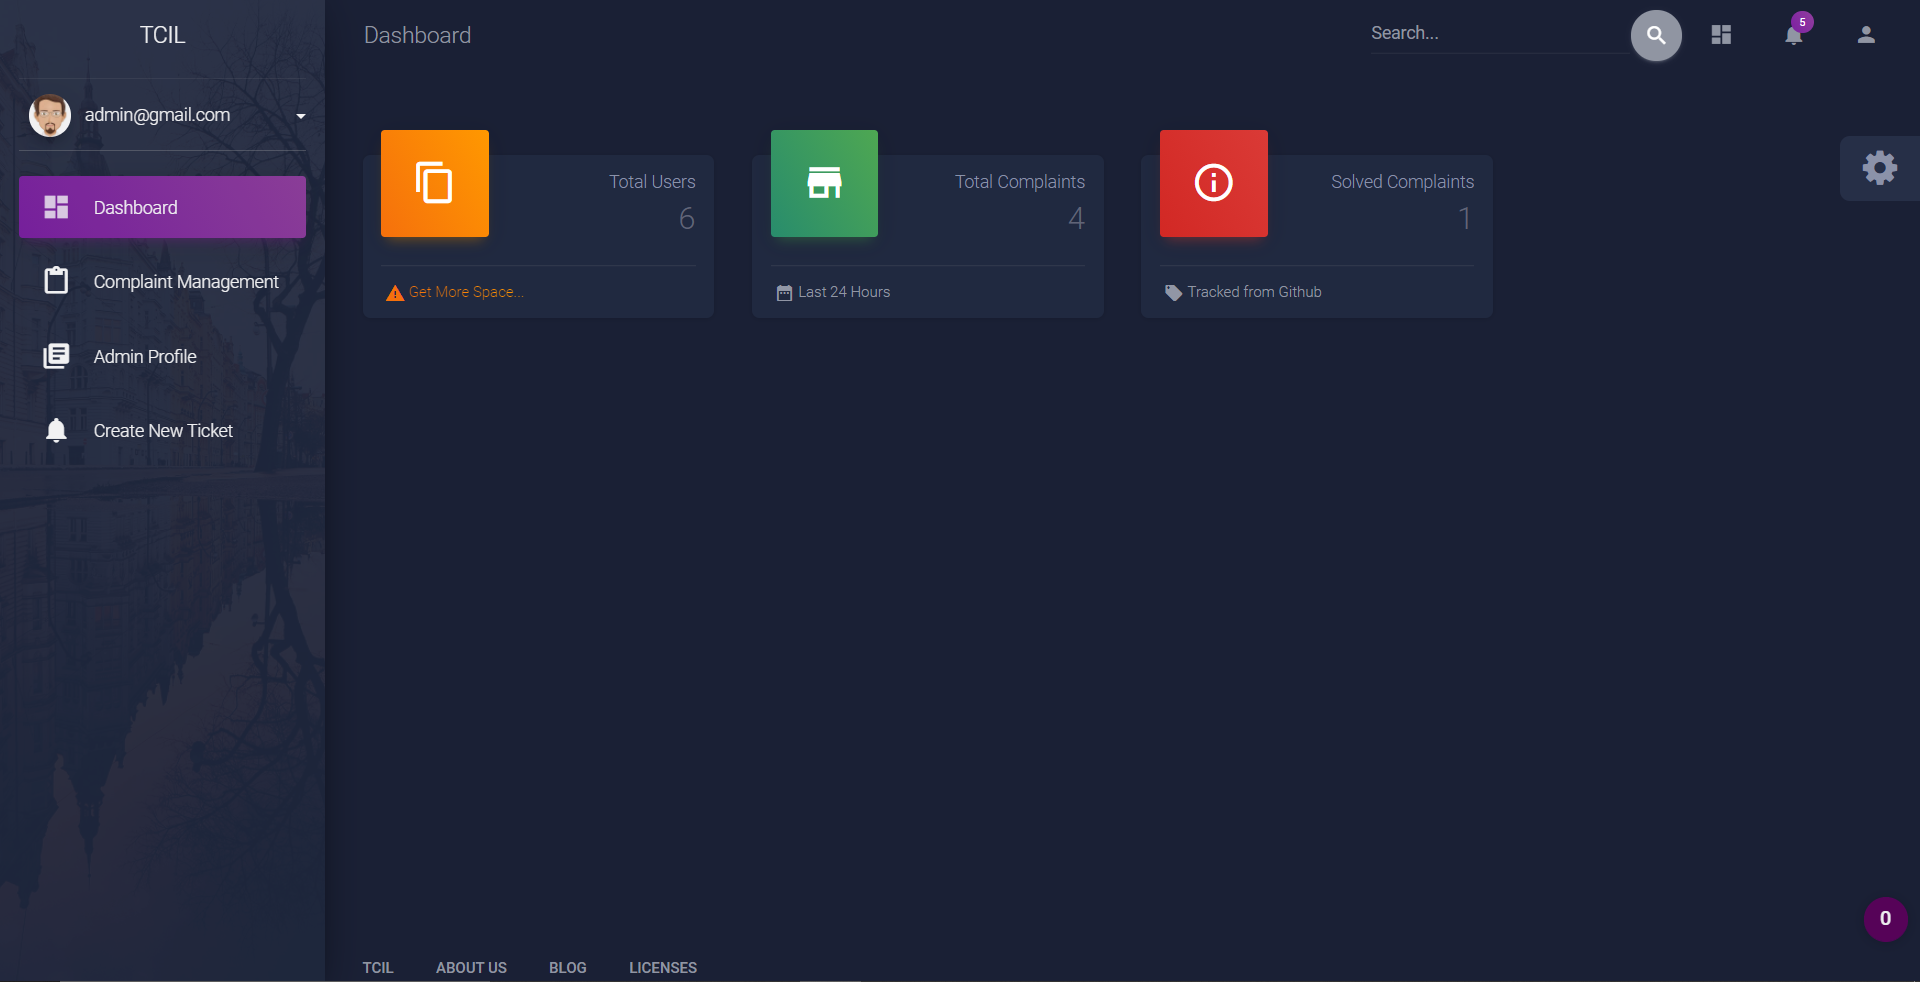 TCIL
admin@gmail.com
Dashboard
Complaint Management
Admin Profile
Create New Ticket
Dashboard
Search...
5
Total Users
6
Get More Space...
Total Complaints
4
Last 24 Hours
Solved Complaints
1
Tracked from Github
0
TCIL
ABOUT US
BLOG
LICENSES